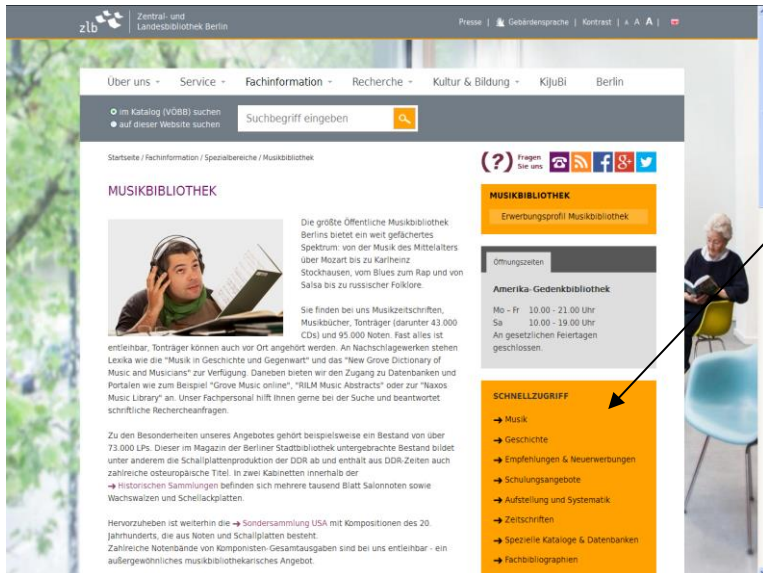 zlb
Zentral- und
Landesbibliothek Berlin
Presse | Gebärdensprache | Kontrast | A A A |
Über uns Service Fachinformation Recherche Kultur & Bildung KiJuBi Berlin
im Katalog (VÖBB) suchen
auf dieser Website suchen
Suchbegriff eingeben
Startseite / Fachinformation / Spezialbereiche / Musikbibliothek
MUSIKBIBLIOTHEK
Die größte Öffentliche Musikbibliothek
Berlins bietet ein weit gefächertes
Spektrum: von der Musik des Mittelalters
über Mozart bis zu Karlheinz
Stockhausen, vom Blues zum Rap und von
Salsa bis zu russischer Folklore.
Sie finden bei uns Musikzeitschriften,
Musikbücher, Tonträger (darunter 43.000
CDs) und 95.000 Noten. Fast alles ist
entleihbar, Tonträger können auch vor Ort angehört werden. An Nachschlagewerken stehen
Lexika wie die "Musik in Geschichte und Gegenwart" und das "New Grove Dictionary of
Music and Musicians" zur Verfügung. Daneben bieten wir den Zugang zu Datenbanken und
Portalen wie zum Beispiel "Grove Music online", "RILM Music Abstracts" oder zur "Naxos
Music Library" an. Unser Fachpersonal hilft Ihnen gerne bei der Suche und beantwortet
schriftliche Rechercheanfragen.
Zu den Besonderheiten unseres Angebotes gehört beispielsweise ein Bestand von über
73.000 LPs. Dieser im Magazin der Berliner Stadtbibliothek untergebrachte Bestand bildet
unter anderem die Schallplattenproduktion der DDR ab und enthält aus DDR-Zeiten auch
zahlreiche osteuropäische Titel. In zwei Kabinetten innerhalb der
→ Historischen Sammlungen befinden sich mehrere tausend Blatt Salonnoten sowie
Wachswalzen und Schellackplatten.
Hervorzuheben ist weiterhin die → Sondersammlung USA mit Kompositionen des 20.
Jahrhunderts, die aus Noten und Schallplatten besteht.
Zahlreiche Notenbände von Komponisten-Gesamtausgaben sind bei uns entleihbar - ein
außergewöhnliches musikbibliothekarisches Angebot.
(?) Fragen
Sie uns
f g+
MUSIKBIBLIOTHEK
Erwerbungsprofil Musikbibliothek
Öffnungszeiten
Amerika- Gedenkbibliothek
Mo - Fr 10.00 - 21.00 Uhr
Sa 10.00 - 19.00 Uhr
An gesetzlichen Feiertagen
geschlossen.
SCHNELLZUGRIFF
→ Musik
→ Geschichte
→ Empfehlungen & Neuerwerbungen
→ Schulungsangebote
→ Aufstellung und Systematik
→ Zeitschriften
→ Spezielle Kataloge & Datenbanken
→ Fachbibliographien